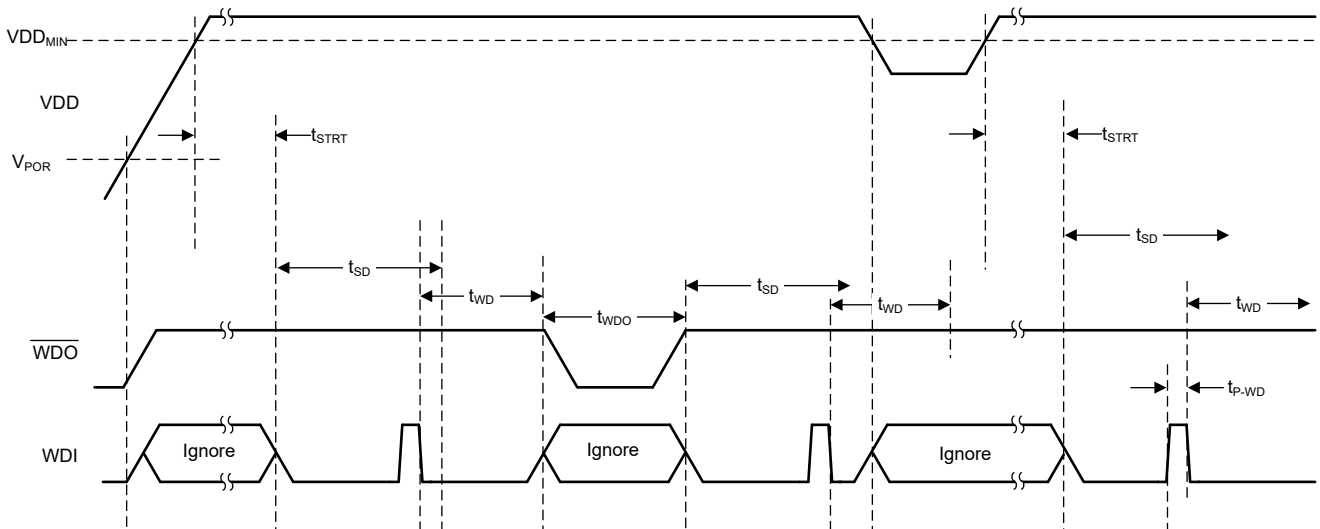 VDD_MIN
VDD
t_STRT
t_STRT
V_POR
t_SD
t_SD
t_WD
t_SD
t_WD
t_WD
t_WDO
WDO
t_P-WD
WDI
Ignore
Ignore
Ignore